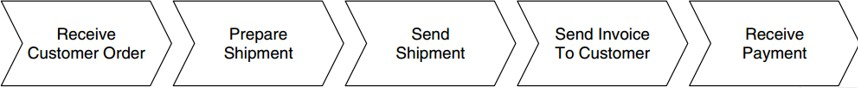 Receive
Customer Order
Prepare
Shipment
Send
Shipment
Send Invoice
To Customer
Receive
Payment